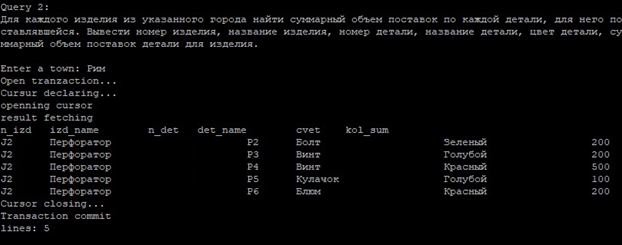 Query 2:
Для каждого изделия из указанного города найти суммарный объем поставок по каждой детали, для него по
ставлявшейся. Вывести номер изделия, название изделия, номер детали, название детали, цвет детали, су
ммарный объем поставок детали для изделия.
Enter a town: Рим
Open tranzaction...
Cursur declaring...
openning cursor
result fetching
n_izd izd_name n_det det_name cvet kol_sum
J2 Перфоратор P2 Болт Зеленый 200
J2 Перфоратор P3 Винт Голубой 200
J2 Перфоратор P4 Винт Красный 500
J2 Перфоратор P5 Кулачок Голубой 100
J2 Перфоратор P6 Блюм Красный 200
Cursor closing...
Transaction commit
lines: 5